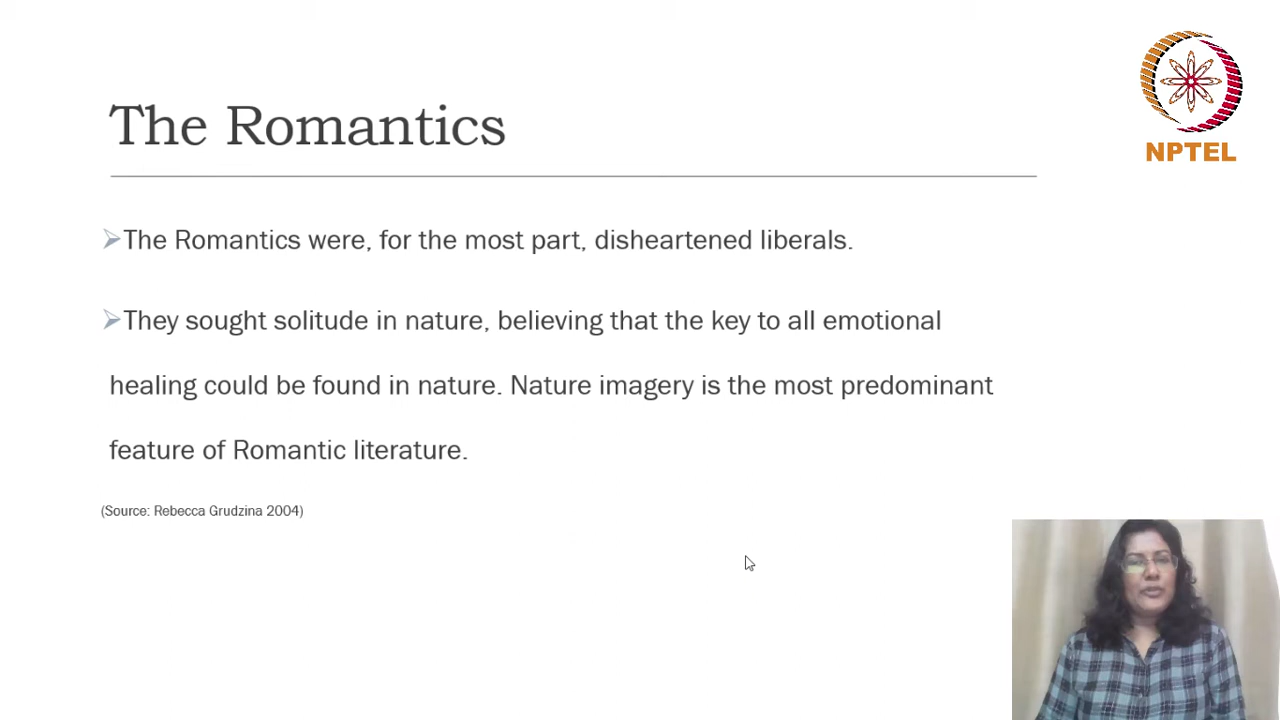 The Romantics
NPTEL
The Romantics were, for the most part, disheartened liberals.
They sought solitude in nature, believing that the key to all emotional
healing could be found in nature. Nature imagery is the most predominant
feature of Romantic literature.
(Source: Rebecca Grudzina 2004)